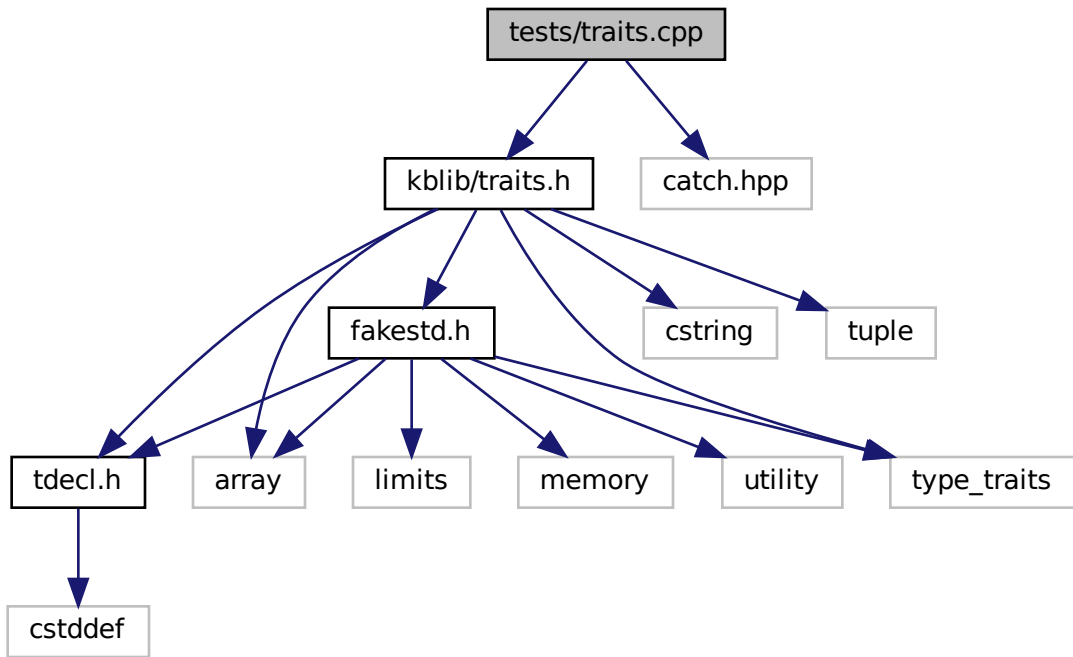 tests/traits.cpp
kblib/traits.h
catch.hpp
fakestd.h
cstring
tuple
tdecl.h
array
limits
memory
utility
type_traits
cstddef